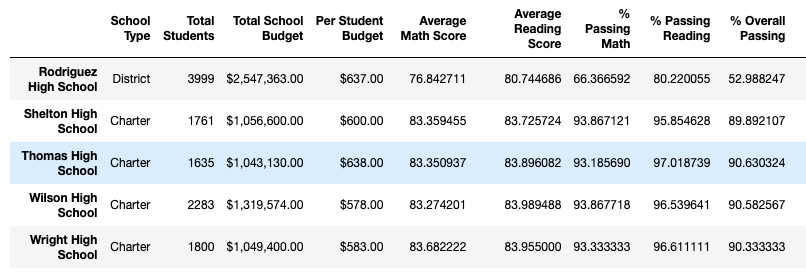 School Type Total Students Total School Budget Per Student Budget Average Math Score Average Reading Score % Passing Math % Passing Reading % Overall Passing
Rodriguez High School District 3999 $2,547,363.00 $637.00 76.842711 80.744686 66.366592 80.220055 52.988247
Shelton High School Charter 1761 $1,056,600.00 $600.00 83.359455 83.725724 93.867121 95.854628 89.892107
Thomas High School Charter 1635 $1,043,130.00 $638.00 83.350937 83.896082 93.185690 97.018739 90.630324
Wilson High School Charter 2283 $1,319,574.00 $578.00 83.274201 83.989488 93.867718 96.539641 90.582567
Wright High School Charter 1800 $1,049,400.00 $583.00 83.682222 83.955000 93.333333 96.611111 90.333333